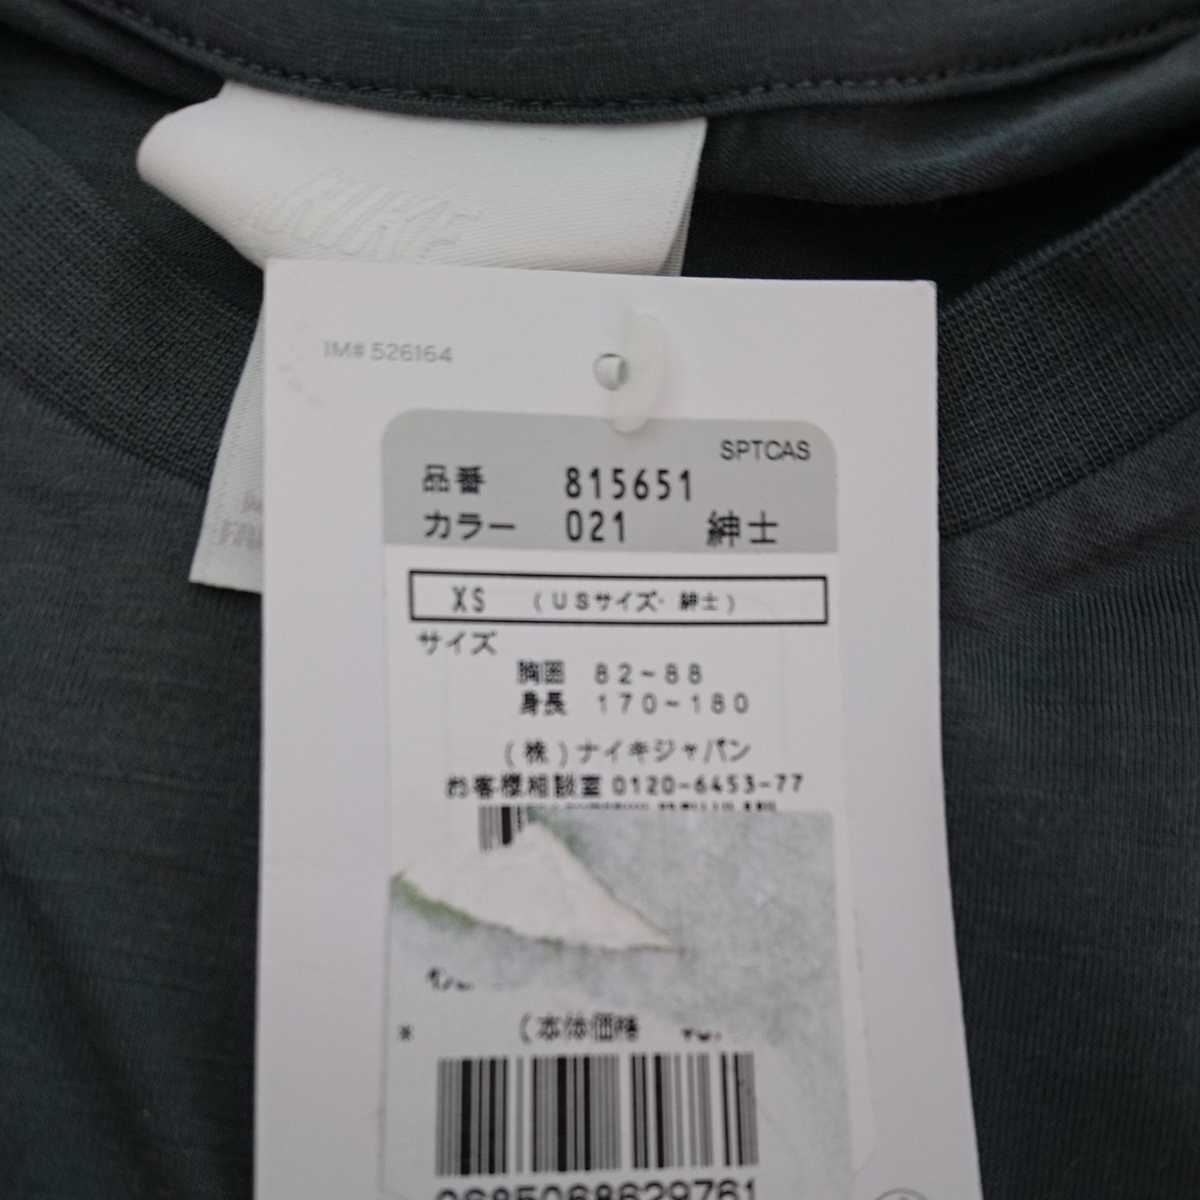 NIKE
IM# 526164
SPTCAS
品番 815651
カラー 021 紳士
XS (USサイズ・紳士)
サイズ
胸囲 82~88
身長 170~180
(株)ナイキジャパン
お客様相談室 0120-6453-77
* (本体価格
0685068629761